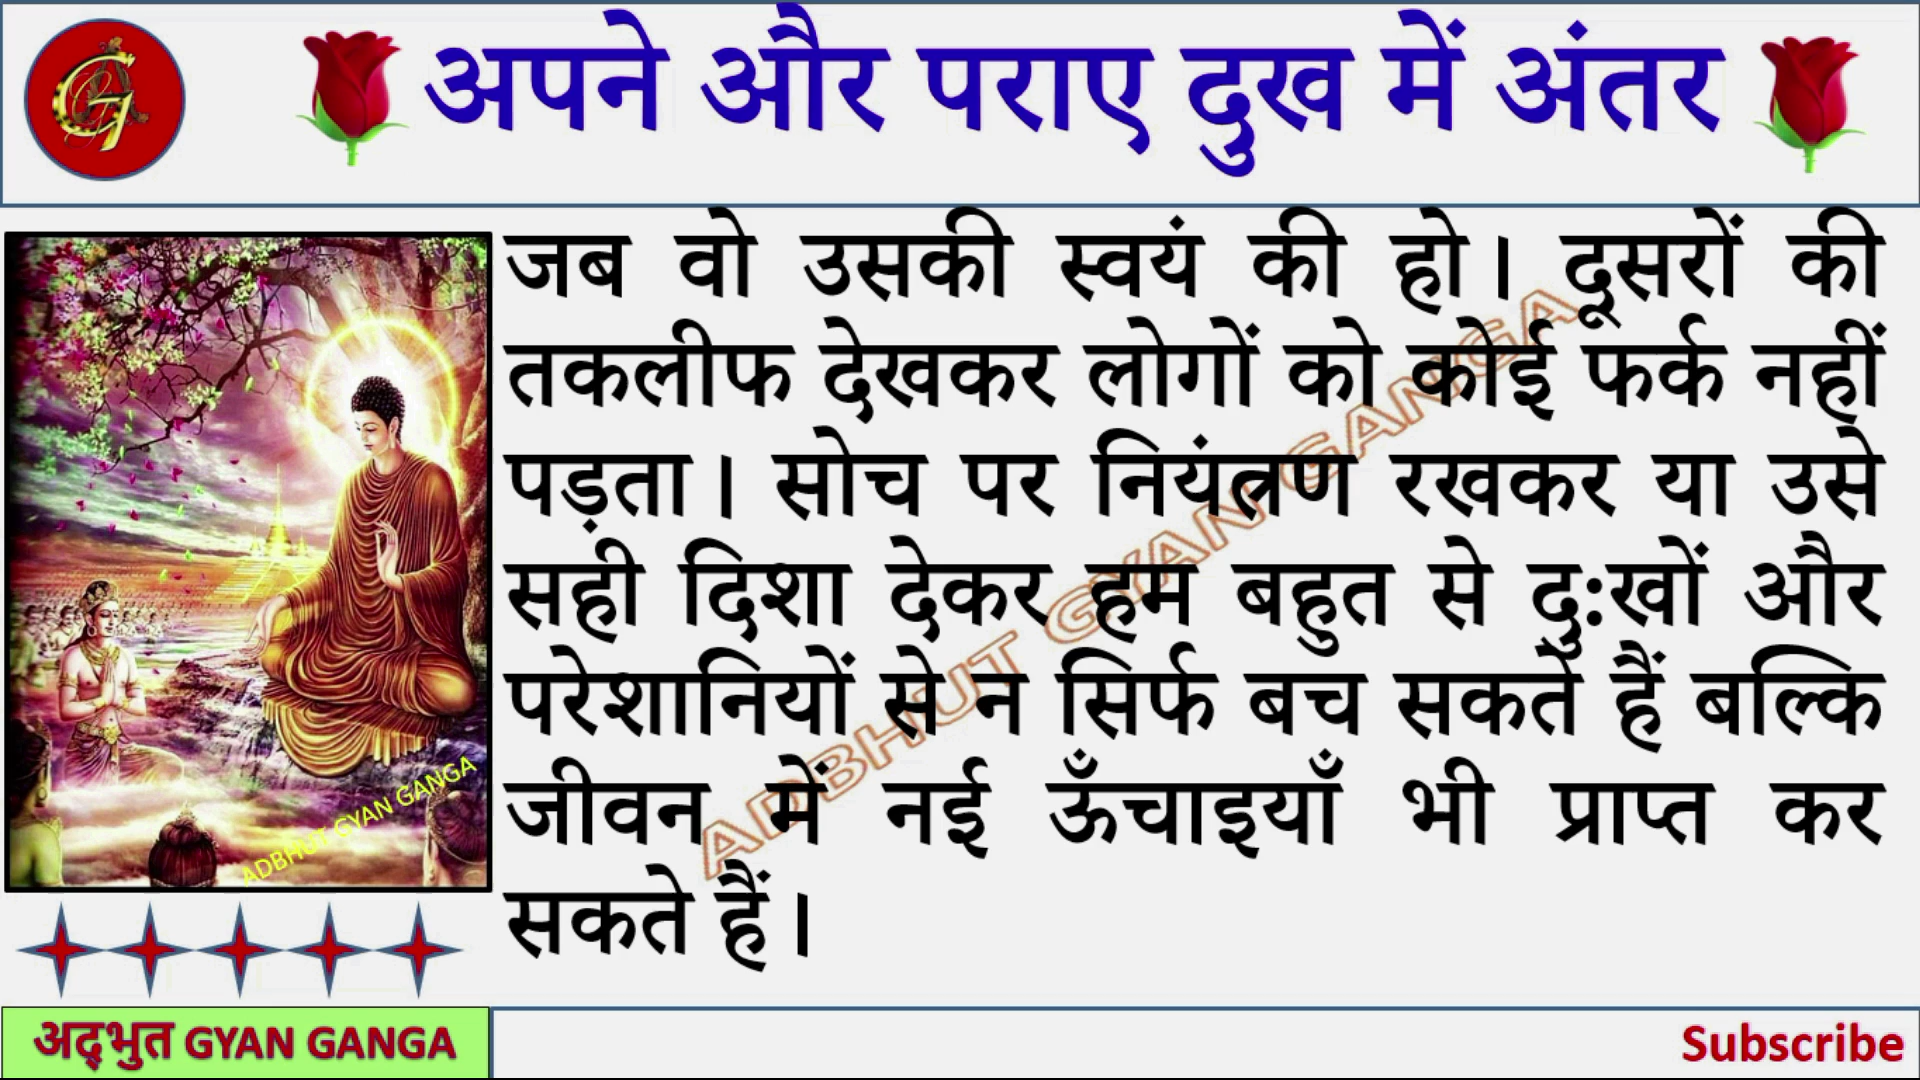 अपने और पराए दुख में अंतर
जब वो उसकी स्वयं की हो। दूसरों की
तकलीफ देखकर लोगों को कोई फर्क नहीं
पड़ता। सोच पर नियंत्रण रखकर या उसे
सही दिशा देकर हम बहुत से दु:खों और
परेशानियों से न सिर्फ बच सकते हैं बल्कि
जीवन में नई ऊँचाइयाँ भी प्राप्त कर
सकते हैं।
ADBHUT GYAN GANGA
ADBHUT GYAN GANGA
अद्भुत GYAN GANGA
Subscribe